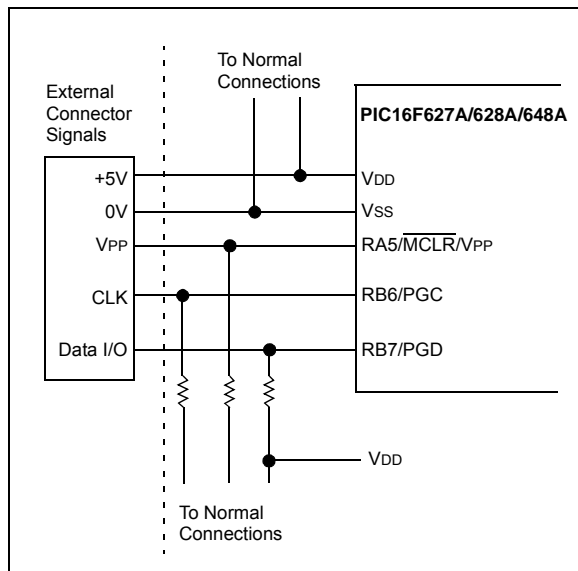 To Normal
Connections
External
Connector
Signals
PIC16F627A/628A/648A
+5V
VDD
0V
VSS
VPP
RA5/MCLR/VPP
CLK
RB6/PGC
Data I/O
RB7/PGD
VDD
To Normal
Connections